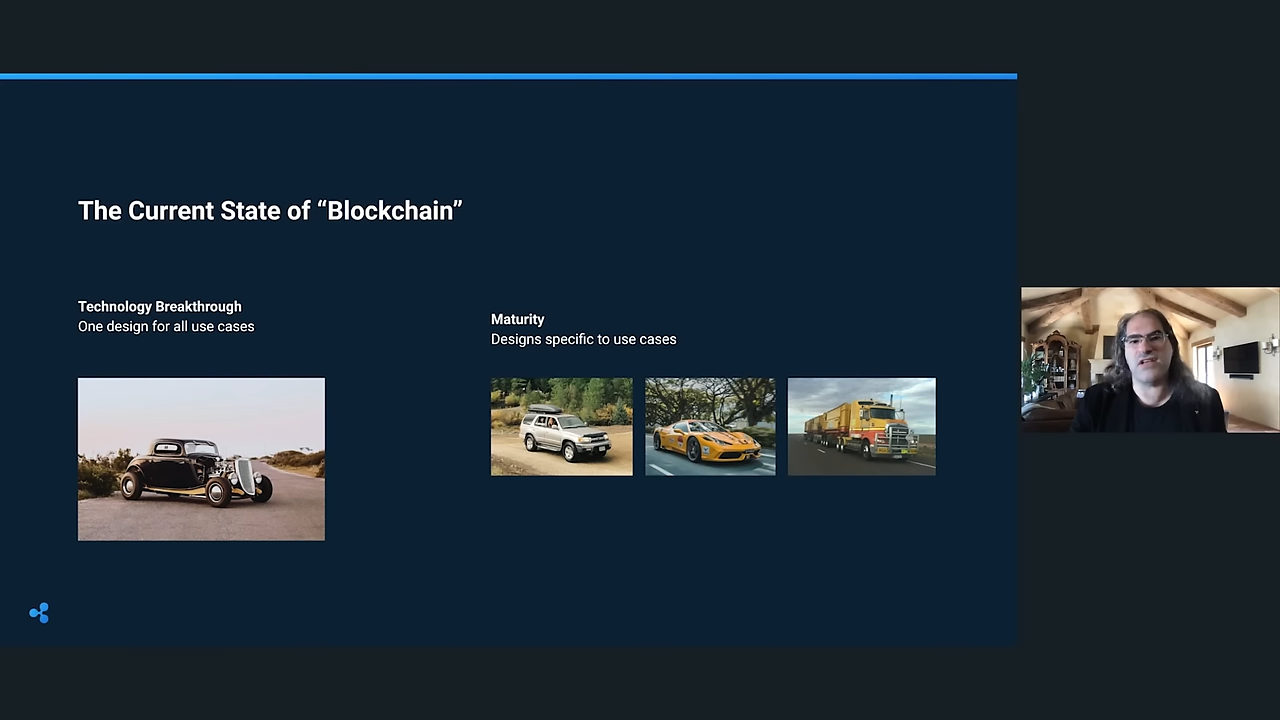 The Current State of “Blockchain”
Technology Breakthrough
One design for all use cases
Maturity
Designs specific to use cases